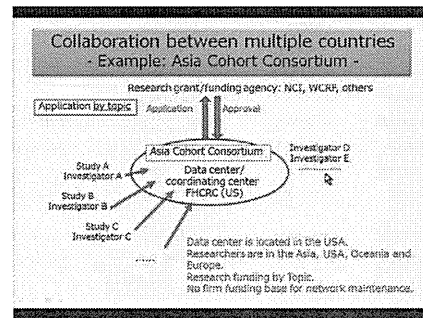 Collaboration between multiple countries
- Example: Asia Cohort Consortium -
Research grant/funding agency: NCI, WCRF, others
Application by topic
Application
Approval
Asia Cohort Consortium
Data center/
coordinating center
FHCRC (US)
Study A
Investigator A
Study B
Investigator B
Study C
Investigator C
......
Investigator D
Investigator E
............
Data center is located in the USA.
Researchers are in the Asia, USA, Oceania and
Europe.
Research funding by Topic.
No firm funding base for network maintenance.